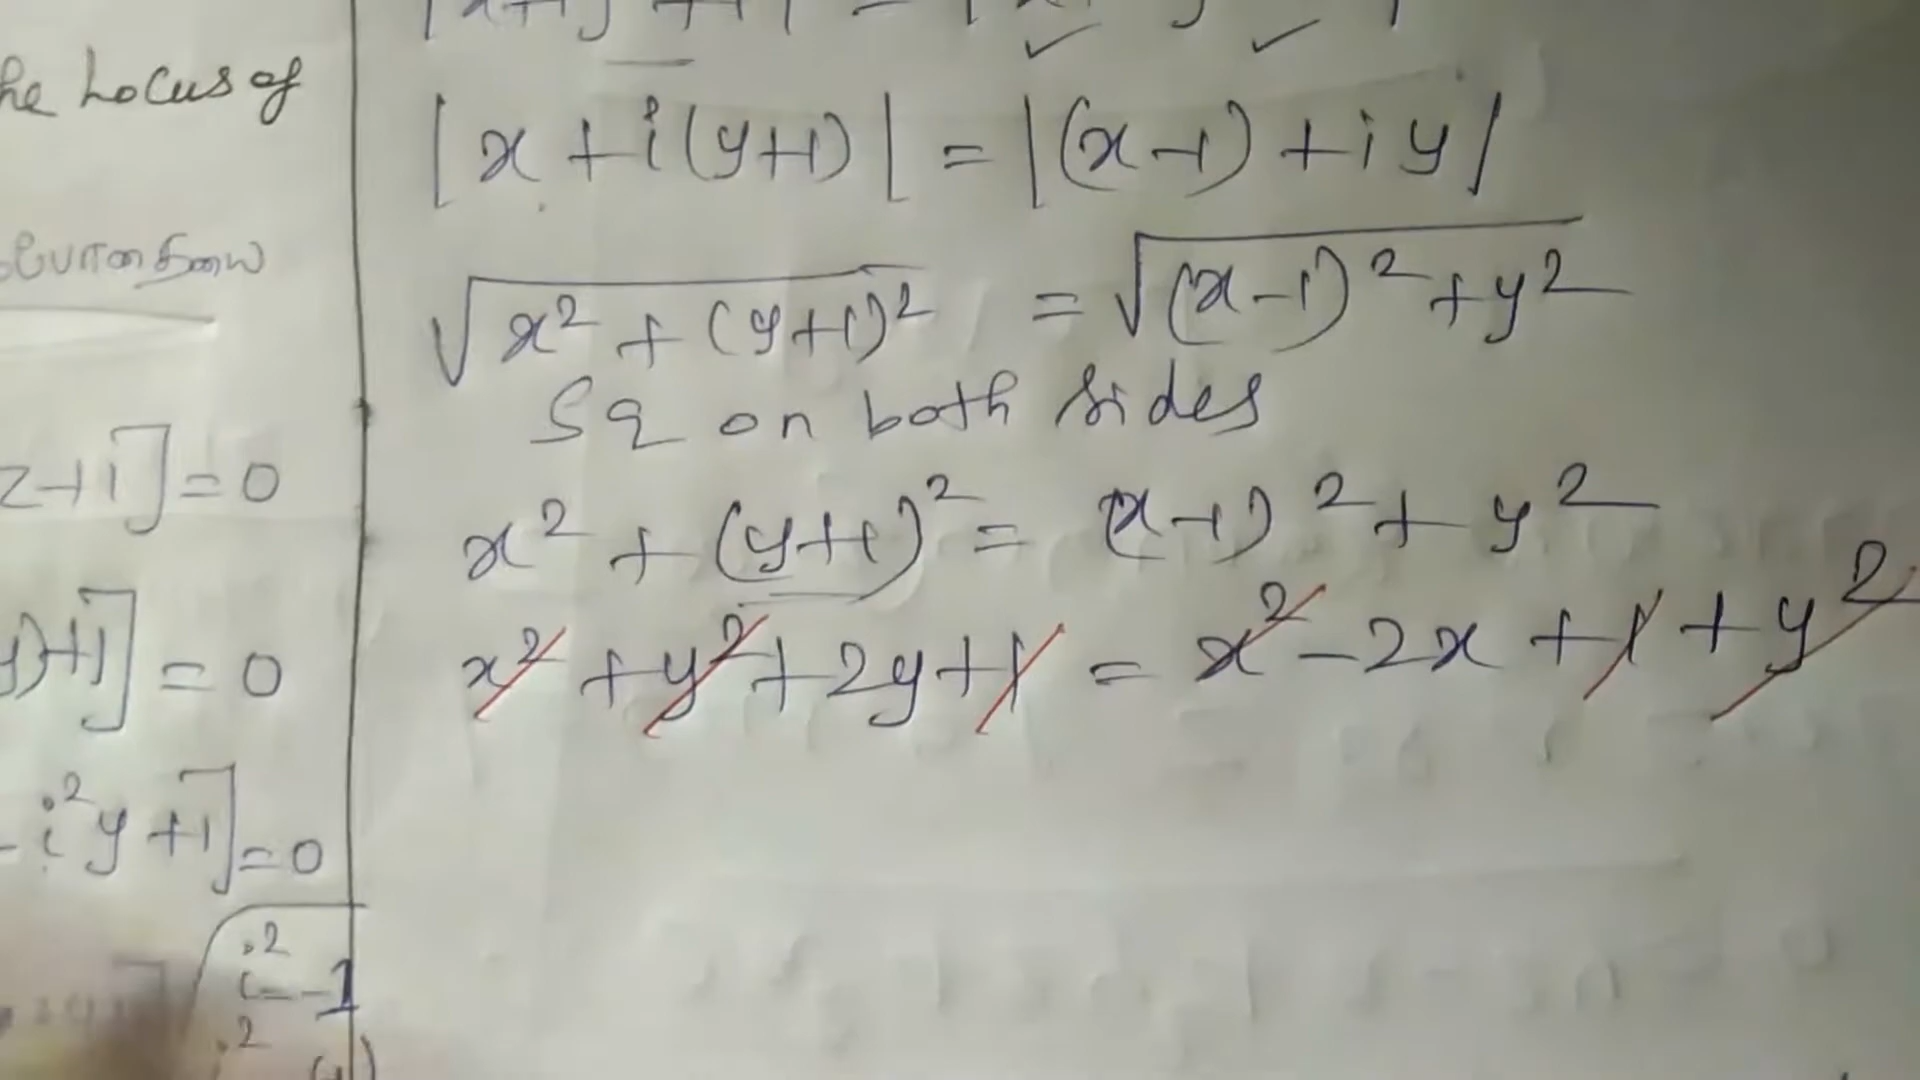 he Locus of
z+1]=0
y)+1] = 0
-i²y+1]=0
i²=-1
|x+i(y+1)| = |(x-1)+iy|
√x²+(y+1)² = √(x-1)²+y²
Sq on both sides
x²+(y+1)² = (x-1)²+y²
x²+y²+2y+1 = x²-2x+1+y²